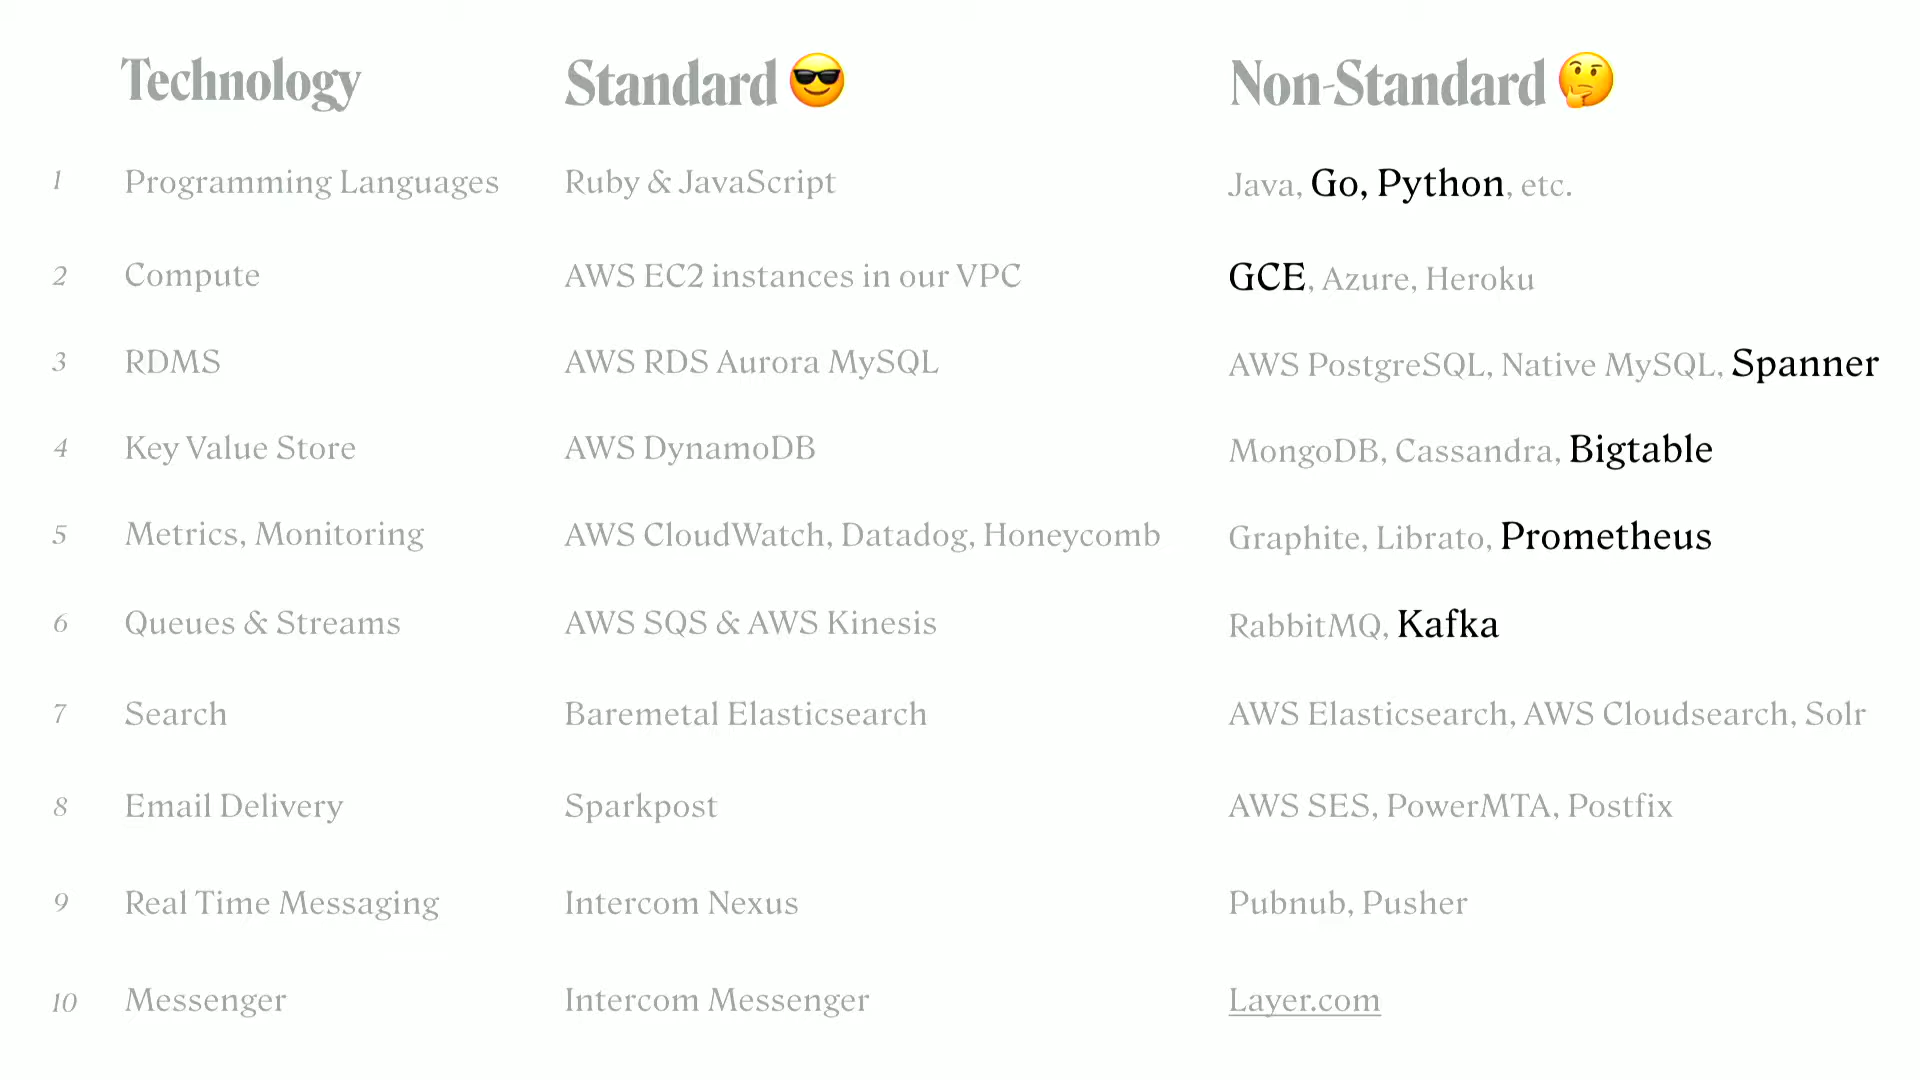 Technology Standard 😎 Non-Standard 🤔
1 Programming Languages Ruby & JavaScript Java, Go, Python, etc.
2 Compute AWS EC2 instances in our VPC GCE, Azure, Heroku
3 RDMS AWS RDS Aurora MySQL AWS PostgreSQL, Native MySQL, Spanner
4 Key Value Store AWS DynamoDB MongoDB, Cassandra, Bigtable
5 Metrics, Monitoring AWS CloudWatch, Datadog, Honeycomb Graphite, Librato, Prometheus
6 Queues & Streams AWS SQS & AWS Kinesis RabbitMQ, Kafka
7 Search Baremetal Elasticsearch AWS Elasticsearch, AWS Cloudsearch, Solr
8 Email Delivery Sparkpost AWS SES, PowerMTA, Postfix
9 Real Time Messaging Intercom Nexus Pubnub, Pusher
10 Messenger Intercom Messenger Layer.com